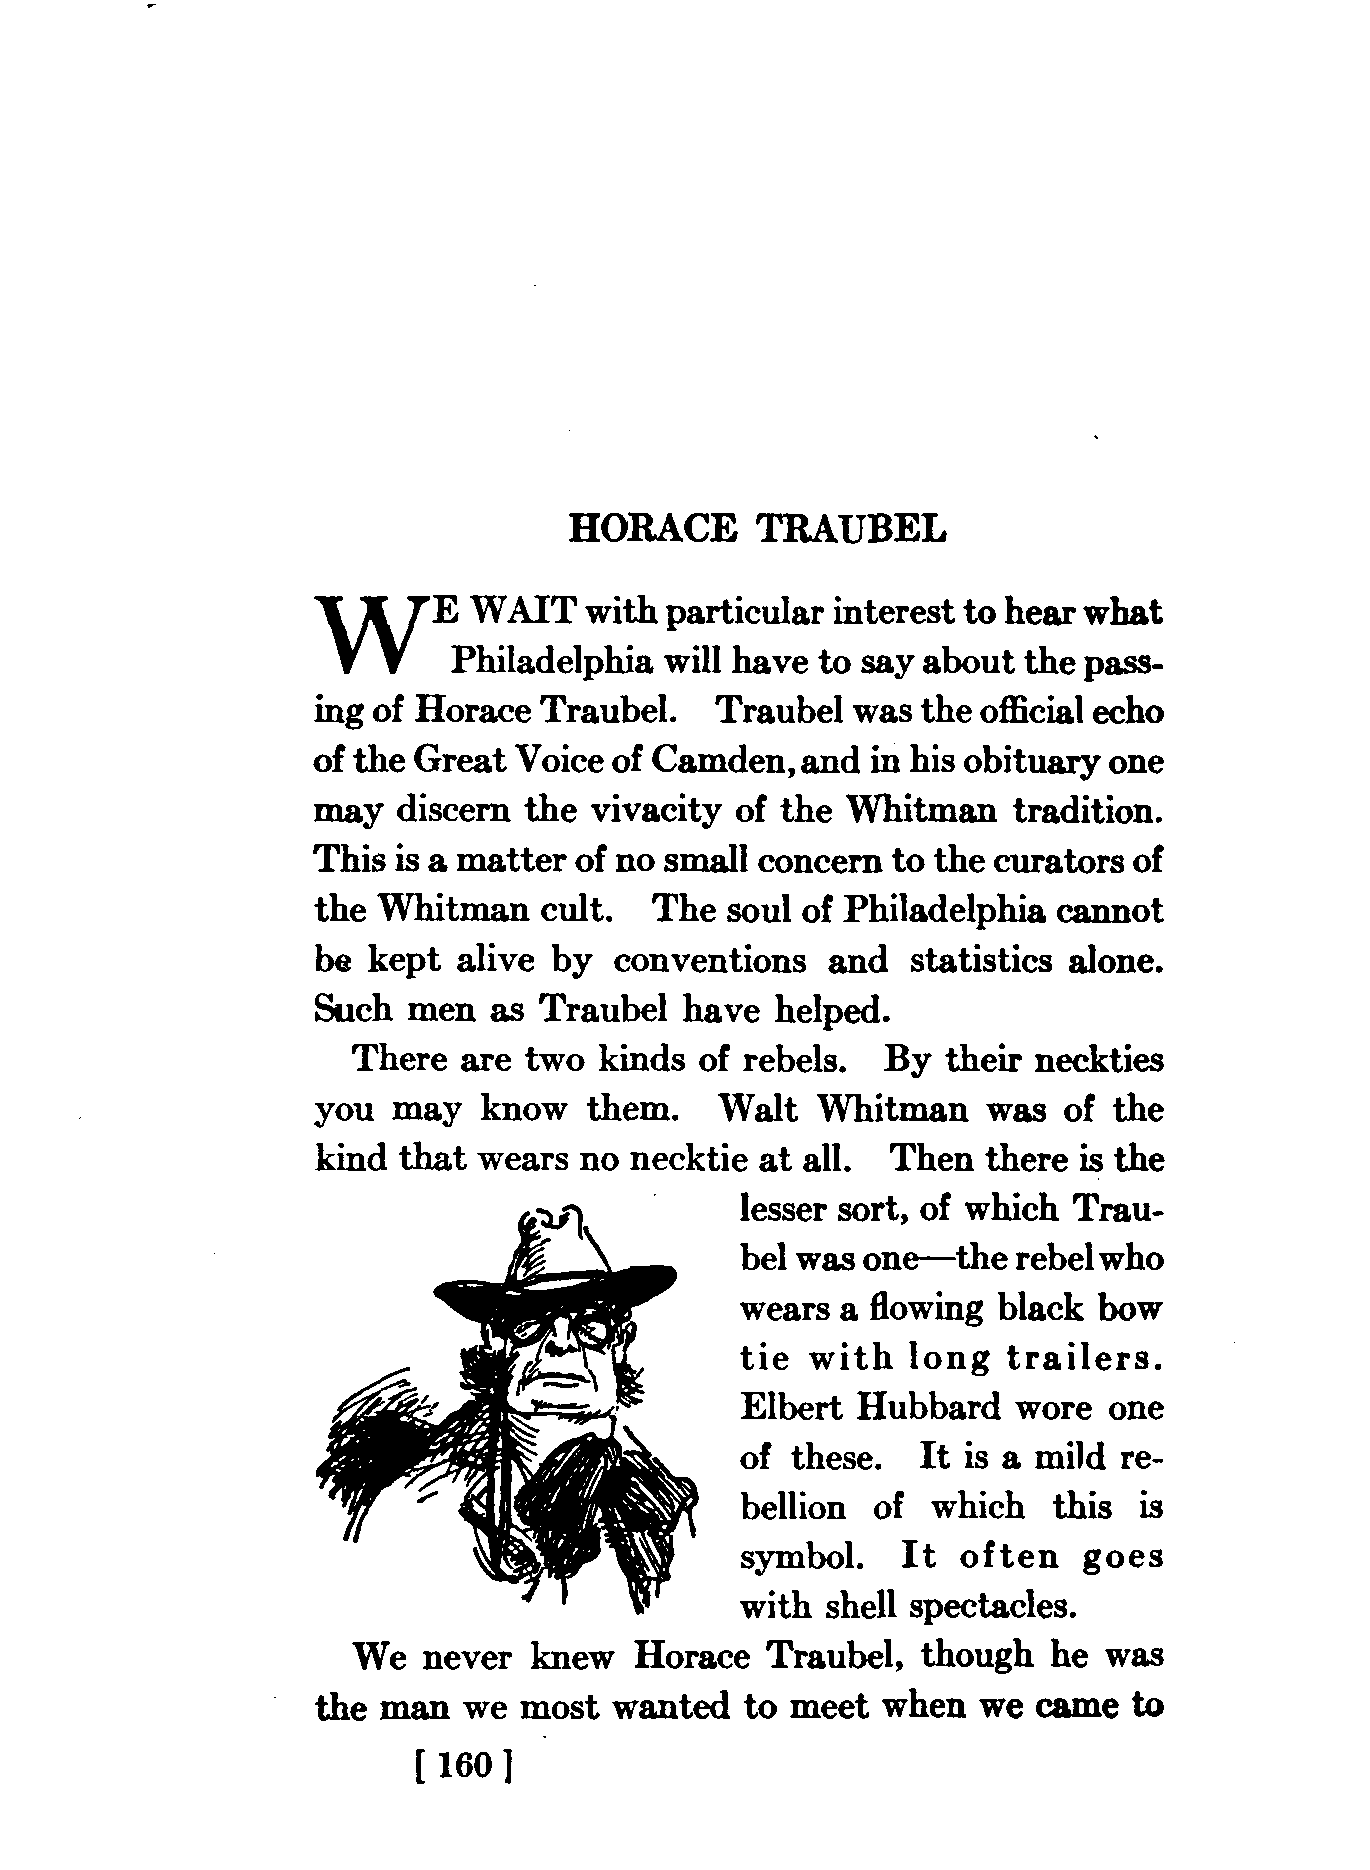 HORACE TRAUBEL
WE WAIT with particular interest to hear what
Philadelphia will have to say about the pass-
ing of Horace Traubel. Traubel was the official echo
of the Great Voice of Camden, and in his obituary one
may discern the vivacity of the Whitman tradition.
This is a matter of no small concern to the curators of
the Whitman cult. The soul of Philadelphia cannot
be kept alive by conventions and statistics alone.
Such men as Traubel have helped.
There are two kinds of rebels. By their neckties
you may know them. Walt Whitman was of the
kind that wears no necktie at all. Then there is the
lesser sort, of which Trau-
bel was one—the rebel who
wears a flowing black bow
tie with long trailers.
Elbert Hubbard wore one
of these. It is a mild re-
bellion of which this is
symbol. It often goes
with shell spectacles.
We never knew Horace Traubel, though he was
the man we most wanted to meet when we came to
[ 160 ]